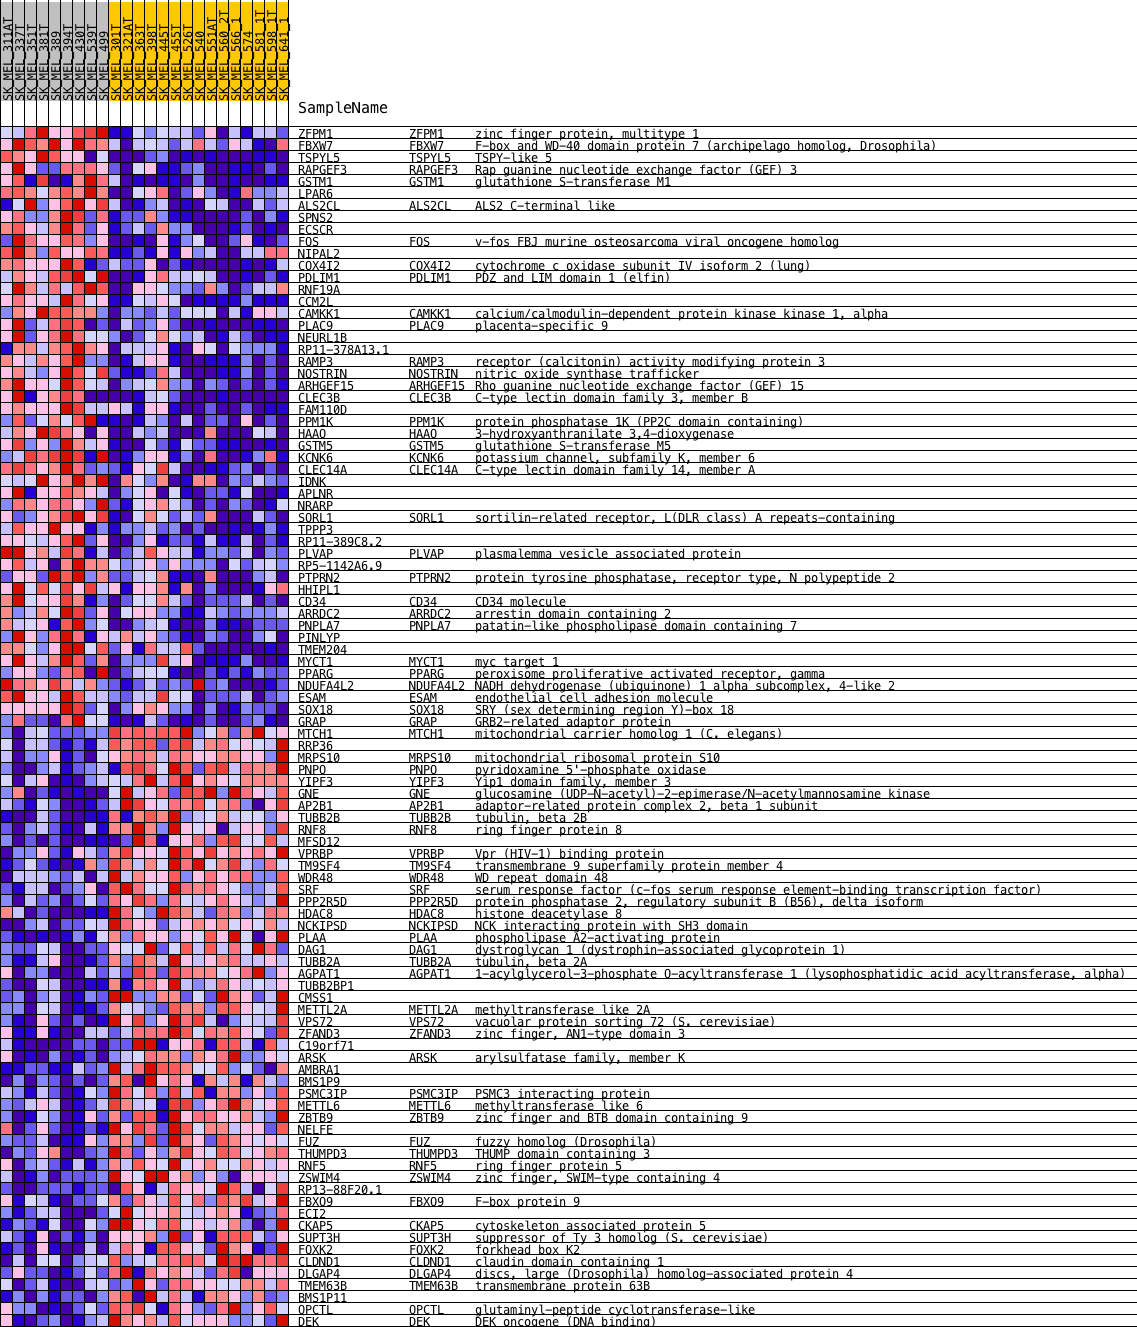 SK_MEL_311AT
SK_MEL_337T
SK_MEL_351T
SK_MEL_381T
SK_MEL_389
SK_MEL_394T
SK_MEL_430T
SK_MEL_539T
SK_MEL_499
SK_MEL_301T
SK_MEL_321AT
SK_MEL_363T
SK_MEL_398T
SK_MEL_445T
SK_MEL_455T
SK_MEL_526T
SK_MEL_540
SK_MEL_551AT
SK_MEL_560_2T
SK_MEL_566_1
SK_MEL_574
SK_MEL_581_1T
SK_MEL_598_1T
SK_MEL_641_1
SampleName
ZFPM1 ZFPM1 zinc finger protein, multitype 1
FBXW7 FBXW7 F-box and WD-40 domain protein 7 (archipelago homolog, Drosophila)
TSPYL5 TSPYL5 TSPY-like 5
RAPGEF3 RAPGEF3 Rap guanine nucleotide exchange factor (GEF) 3
GSTM1 GSTM1 glutathione S-transferase M1
LPAR6
ALS2CL ALS2CL ALS2 C-terminal like
SPNS2
ECSCR
FOS FOS v-fos FBJ murine osteosarcoma viral oncogene homolog
NIPAL2
COX4I2 COX4I2 cytochrome c oxidase subunit IV isoform 2 (lung)
PDLIM1 PDLIM1 PDZ and LIM domain 1 (elfin)
RNF19A
CCM2L
CAMKK1 CAMKK1 calcium/calmodulin-dependent protein kinase kinase 1, alpha
PLAC9 PLAC9 placenta-specific 9
NEURL1B
RP11-378A13.1
RAMP3 RAMP3 receptor (calcitonin) activity modifying protein 3
NOSTRIN NOSTRIN nitric oxide synthase trafficker
ARHGEF15 ARHGEF15 Rho guanine nucleotide exchange factor (GEF) 15
CLEC3B CLEC3B C-type lectin domain family 3, member B
FAM110D
PPM1K PPM1K protein phosphatase 1K (PP2C domain containing)
HAAO HAAO 3-hydroxyanthranilate 3,4-dioxygenase
GSTM5 GSTM5 glutathione S-transferase M5
KCNK6 KCNK6 potassium channel, subfamily K, member 6
CLEC14A CLEC14A C-type lectin domain family 14, member A
IDNK
APLNR
NRARP
SORL1 SORL1 sortilin-related receptor, L(DLR class) A repeats-containing
TPPP3
RP11-389C8.2
PLVAP PLVAP plasmalemma vesicle associated protein
RP5-1142A6.9
PTPRN2 PTPRN2 protein tyrosine phosphatase, receptor type, N polypeptide 2
HHIPL1
CD34 CD34 CD34 molecule
ARRDC2 ARRDC2 arrestin domain containing 2
PNPLA7 PNPLA7 patatin-like phospholipase domain containing 7
PINLYP
TMEM204
MYCT1 MYCT1 myc target 1
PPARG PPARG peroxisome proliferative activated receptor, gamma
NDUFA4L2 NDUFA4L2 NADH dehydrogenase (ubiquinone) 1 alpha subcomplex, 4-like 2
ESAM ESAM endothelial cell adhesion molecule
SOX18 SOX18 SRY (sex determining region Y)-box 18
GRAP GRAP GRB2-related adaptor protein
MTCH1 MTCH1 mitochondrial carrier homolog 1 (C. elegans)
RRP36
MRPS10 MRPS10 mitochondrial ribosomal protein S10
PNPO PNPO pyridoxamine 5'-phosphate oxidase
YIPF3 YIPF3 Yip1 domain family, member 3
GNE GNE glucosamine (UDP-N-acetyl)-2-epimerase/N-acetylmannosamine kinase
AP2B1 AP2B1 adaptor-related protein complex 2, beta 1 subunit
TUBB2B TUBB2B tubulin, beta 2B
RNF8 RNF8 ring finger protein 8
MFSD12
VPRBP VPRBP Vpr (HIV-1) binding protein
TM9SF4 TM9SF4 transmembrane 9 superfamily protein member 4
WDR48 WDR48 WD repeat domain 48
SRF SRF serum response factor (c-fos serum response element-binding transcription factor)
PPP2R5D PPP2R5D protein phosphatase 2, regulatory subunit B (B56), delta isoform
HDAC8 HDAC8 histone deacetylase 8
NCKIPSD NCKIPSD NCK interacting protein with SH3 domain
PLAA PLAA phospholipase A2-activating protein
DAG1 DAG1 dystroglycan 1 (dystrophin-associated glycoprotein 1)
TUBB2A TUBB2A tubulin, beta 2A
AGPAT1 AGPAT1 1-acylglycerol-3-phosphate O-acyltransferase 1 (lysophosphatidic acid acyltransferase, alpha)
TUBB2BP1
CMSS1
METTL2A METTL2A methyltransferase like 2A
VPS72 VPS72 vacuolar protein sorting 72 (S. cerevisiae)
ZFAND3 ZFAND3 zinc finger, AN1-type domain 3
C19orf71
ARSK ARSK arylsulfatase family, member K
AMBRA1
BMS1P9
PSMC3IP PSMC3IP PSMC3 interacting protein
METTL6 METTL6 methyltransferase like 6
ZBTB9 ZBTB9 zinc finger and BTB domain containing 9
NELFE
FUZ FUZ fuzzy homolog (Drosophila)
THUMPD3 THUMPD3 THUMP domain containing 3
RNF5 RNF5 ring finger protein 5
ZSWIM4 ZSWIM4 zinc finger, SWIM-type containing 4
RP13-88F20.1
FBXO9 FBXO9 F-box protein 9
ECI2
CKAP5 CKAP5 cytoskeleton associated protein 5
SUPT3H SUPT3H suppressor of Ty 3 homolog (S. cerevisiae)
FOXK2 FOXK2 forkhead box K2
CLDND1 CLDND1 claudin domain containing 1
DLGAP4 DLGAP4 discs, large (Drosophila) homolog-associated protein 4
TMEM63B TMEM63B transmembrane protein 63B
BMS1P11
QPCTL QPCTL glutaminyl-peptide cyclotransferase-like
DEK DEK DEK oncogene (DNA binding)